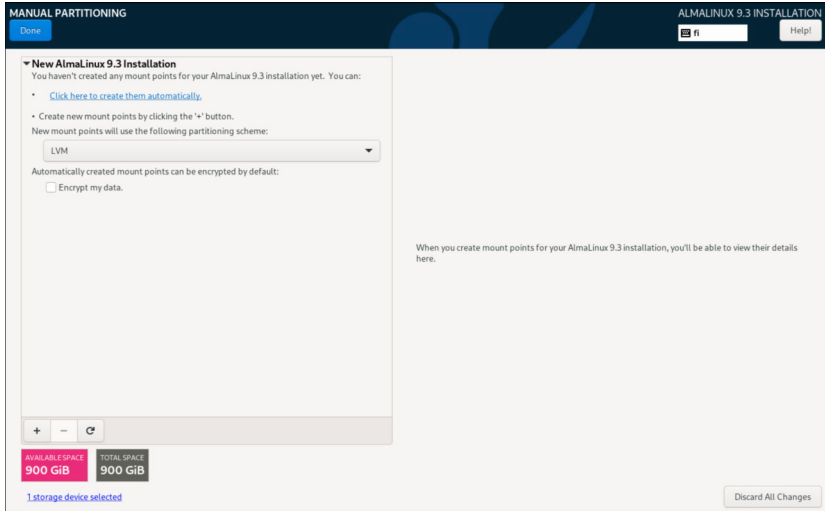 MANUAL PARTITIONING
ALMALINUX 9.3 INSTALLATION
Done
fi
Help!
New AlmaLinux 9.3 Installation
You haven't created any mount points for your AlmaLinux 9.3 installation yet. You can:
• Click here to create them automatically.
• Create new mount points by clicking the '+' button.
New mount points will use the following partitioning scheme:
LVM
Automatically created mount points can be encrypted by default:
Encrypt my data.
When you create mount points for your AlmaLinux 9.3 installation, you'll be able to view their details
here.
+ −
AVAILABLE SPACE
900 GiB
TOTAL SPACE
900 GiB
1 storage device selected
Discard All Changes